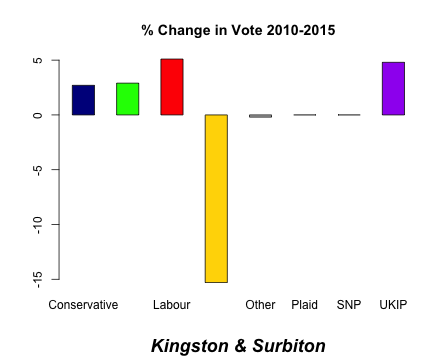 % Change in Vote 2010-2015
5
0
-5
-10
-15
Conservative Labour Other Plaid SNP UKIP
Kingston & Surbiton